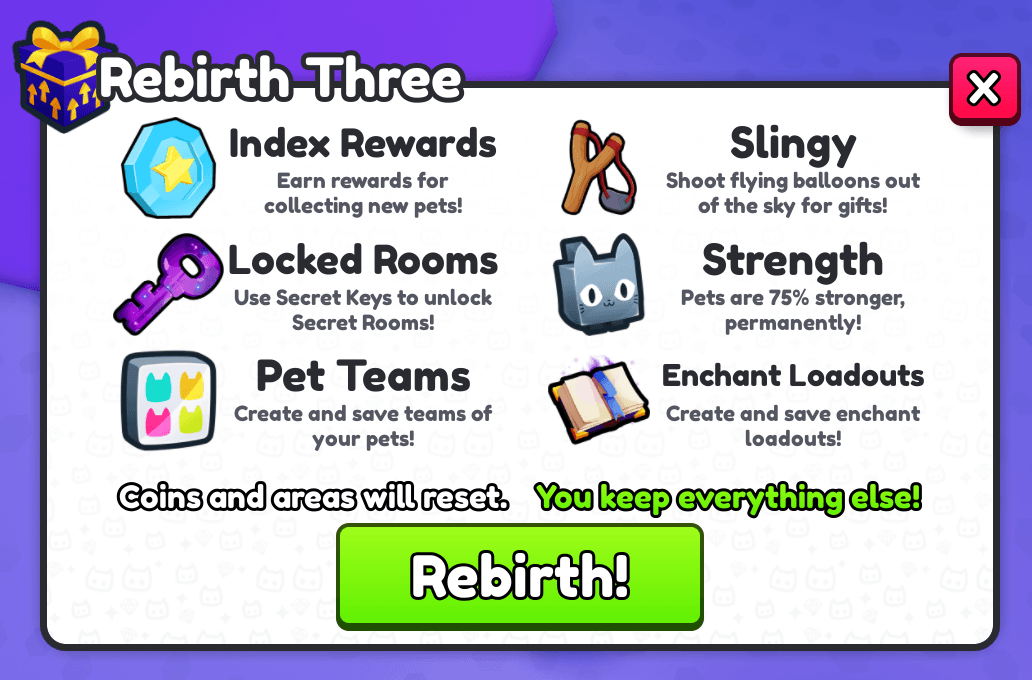 Rebirth Three
X
Index Rewards
Earn rewards for
collecting new pets!
Slingy
Shoot flying balloons out
of the sky for gifts!
Locked Rooms
Use Secret Keys to unlock
Secret Rooms!
Strength
Pets are 75% stronger,
permanently!
Pet Teams
Create and save teams of
your pets!
Enchant Loadouts
Create and save enchant
loadouts!
Coins and areas will reset. You keep everything else!
Rebirth!